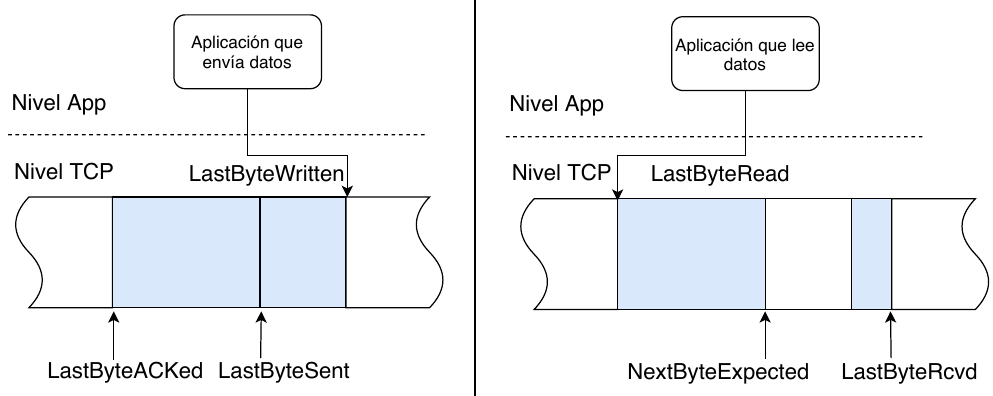 Aplicación que
envía datos
Nivel App
Nivel TCP
LastByteWritten
LastByteACKed
LastByteSent
Aplicación que lee
datos
Nivel App
Nivel TCP
LastByteRead
NextByteExpected
LastByteRcvd